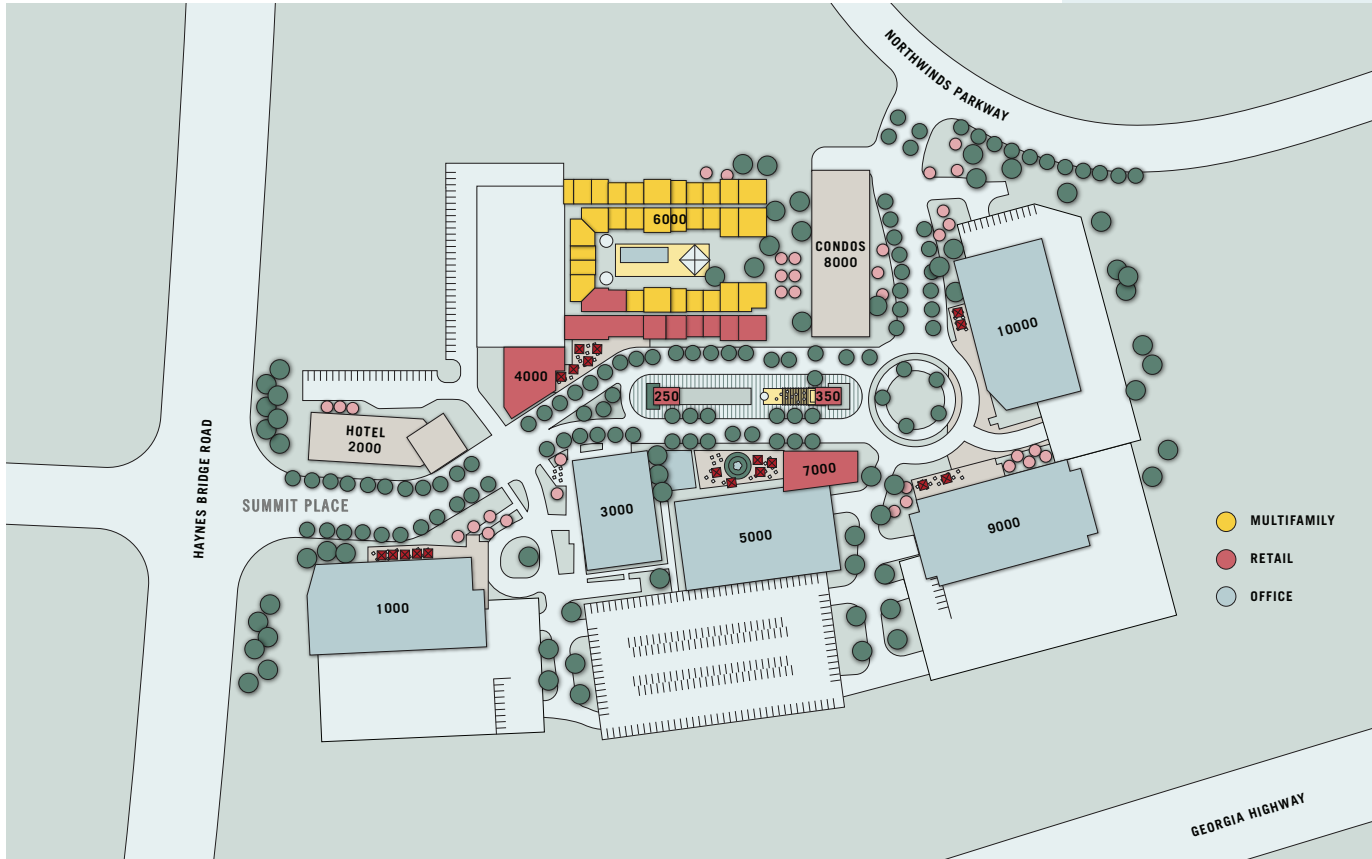 NORTHWINDS PARKWAY
6000
CONDOS
8000
10000
4000
250
350
HOTEL
2000
HAYNES BRIDGE ROAD
SUMMIT PLACE
7000
3000
5000
9000
1000
MULTIFAMILY
RETAIL
OFFICE
GEORGIA HIGHWAY